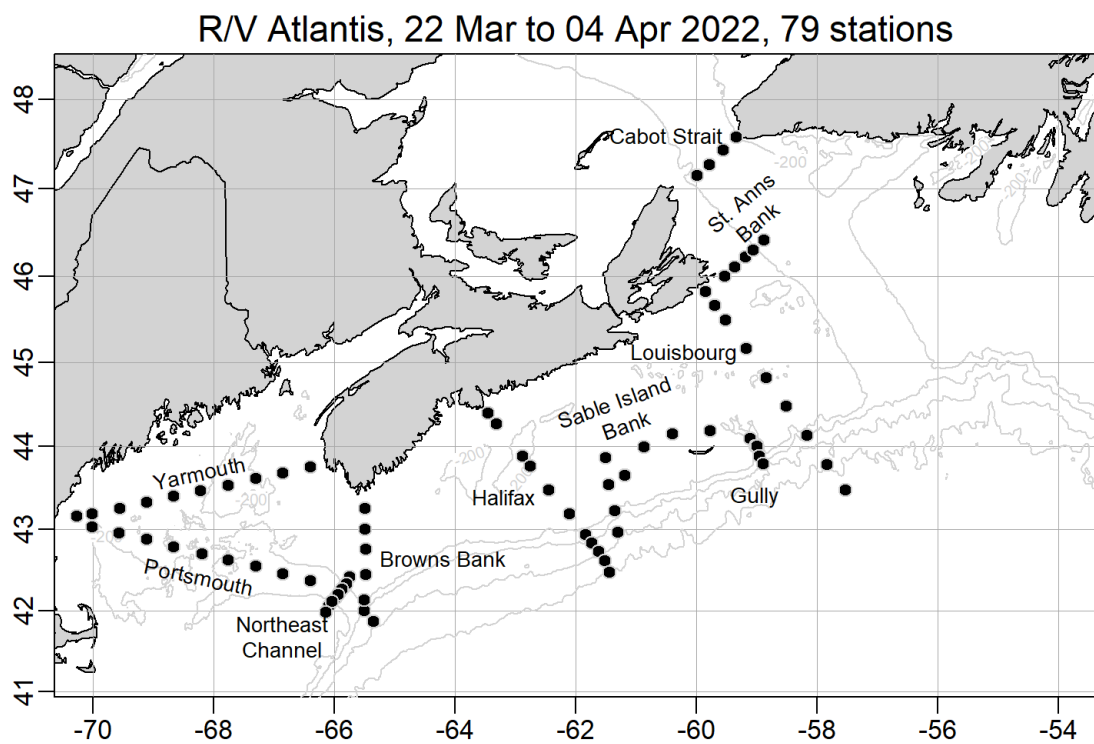 R/V Atlantis, 22 Mar to 04 Apr 2022, 79 stations
48
47
46
45
44
43
42
41
Cabot Strait
-200
-200
-200
St. Anns
Bank
Louisbourg
Sable Island
Bank
Yarmouth
-200
-200
Halifax
Gully
Browns Bank
Portsmouth
Northeast
Channel
-70
-68
-66
-64
-62
-60
-58
-56
-54